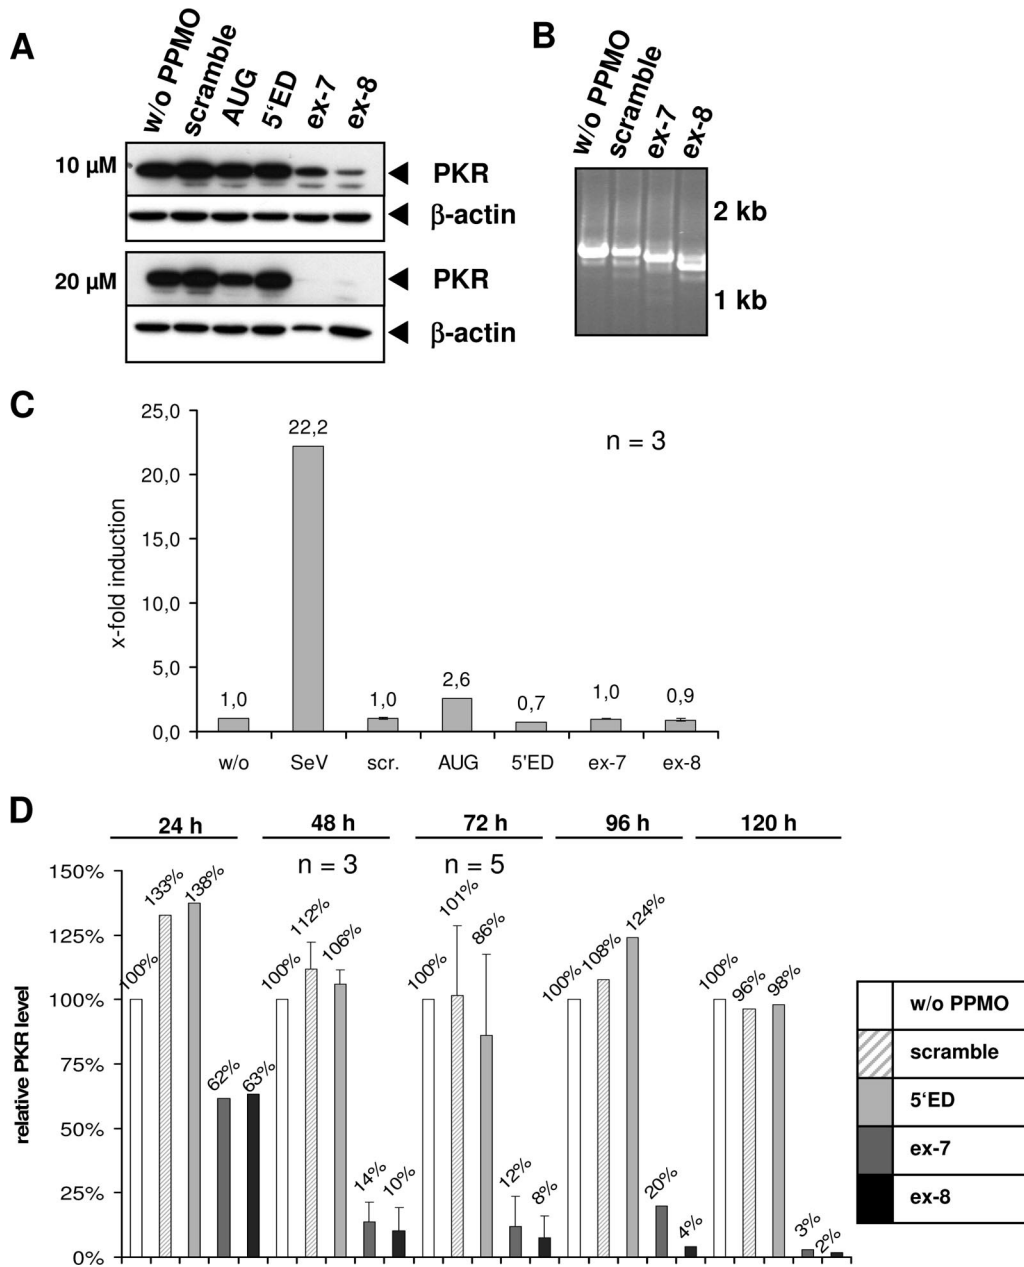 A
w/o PPMO
scramble
AUG
5‘ED
ex-7
ex-8
10 µM
PKR
β-actin
20 µM
PKR
β-actin
B
w/o PPMO
scramble
ex-7
ex-8
2 kb
1 kb
C
x-fold induction
25,0
20,0
15,0
10,0
5,0
0,0
n = 3
1,0
22,2
1,0
2,6
0,7
1,0
0,9
w/o
SeV
scr.
AUG
5'ED
ex-7
ex-8
D
24 h
48 h
72 h
96 h
120 h
n = 3
n = 5
relative PKR level
150%
125%
100%
75%
50%
25%
0%
100%
133%
138%
62%
63%
100%
112%
106%
14%
10%
100%
101%
86%
12%
8%
100%
108%
124%
20%
4%
100%
96%
98%
3%
2%
w/o PPMO
scramble
5‘ED
ex-7
ex-8